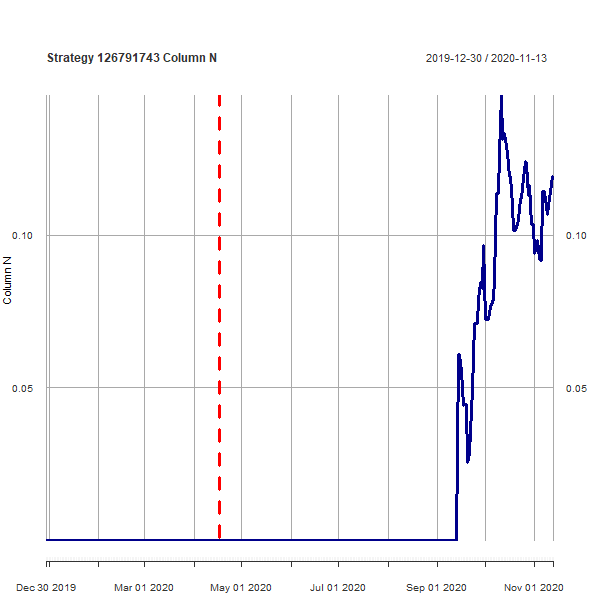 Strategy 126791743 Column N
2019-12-30 / 2020-11-13
0.10
0.10
Column N
0.05
0.05
Dec 30 2019
Mar 01 2020
May 01 2020
Jul 01 2020
Sep 01 2020
Nov 01 2020